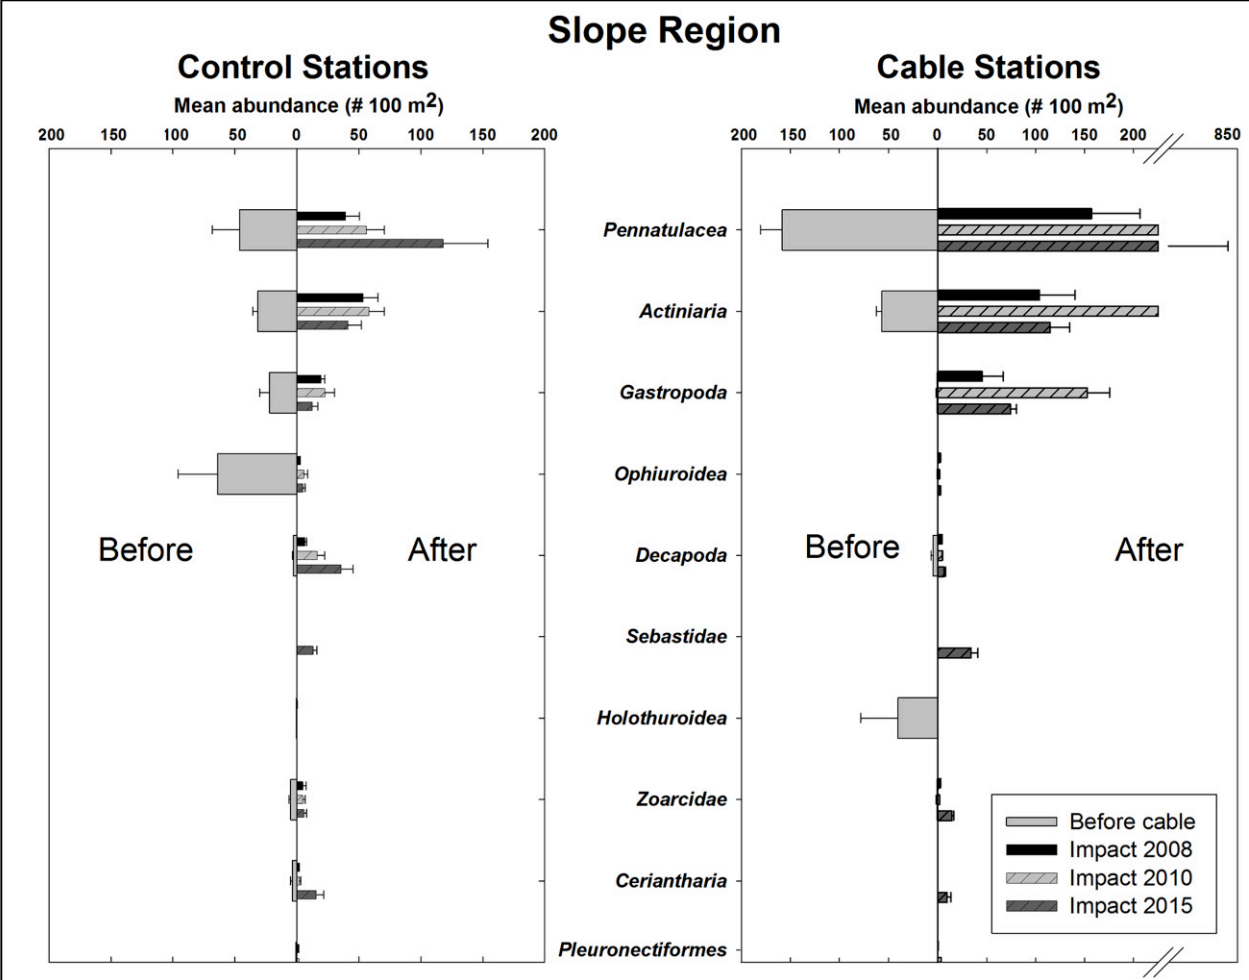 Slope Region
Control Stations
Mean abundance (# 100 m2)
200 150 100 50 0 50 100 150 200
Cable Stations
Mean abundance (# 100 m2)
200 150 100 50 0 50 100 150 200 850
Pennatulacea
Actiniaria
Gastropoda
Ophiuroidea
Before After
Decapoda
Before After
Sebastidae
Holothuroidea
Zoarcidae
Ceriantharia
Pleuronectiformes
Before cable
Impact 2008
Impact 2010
Impact 2015